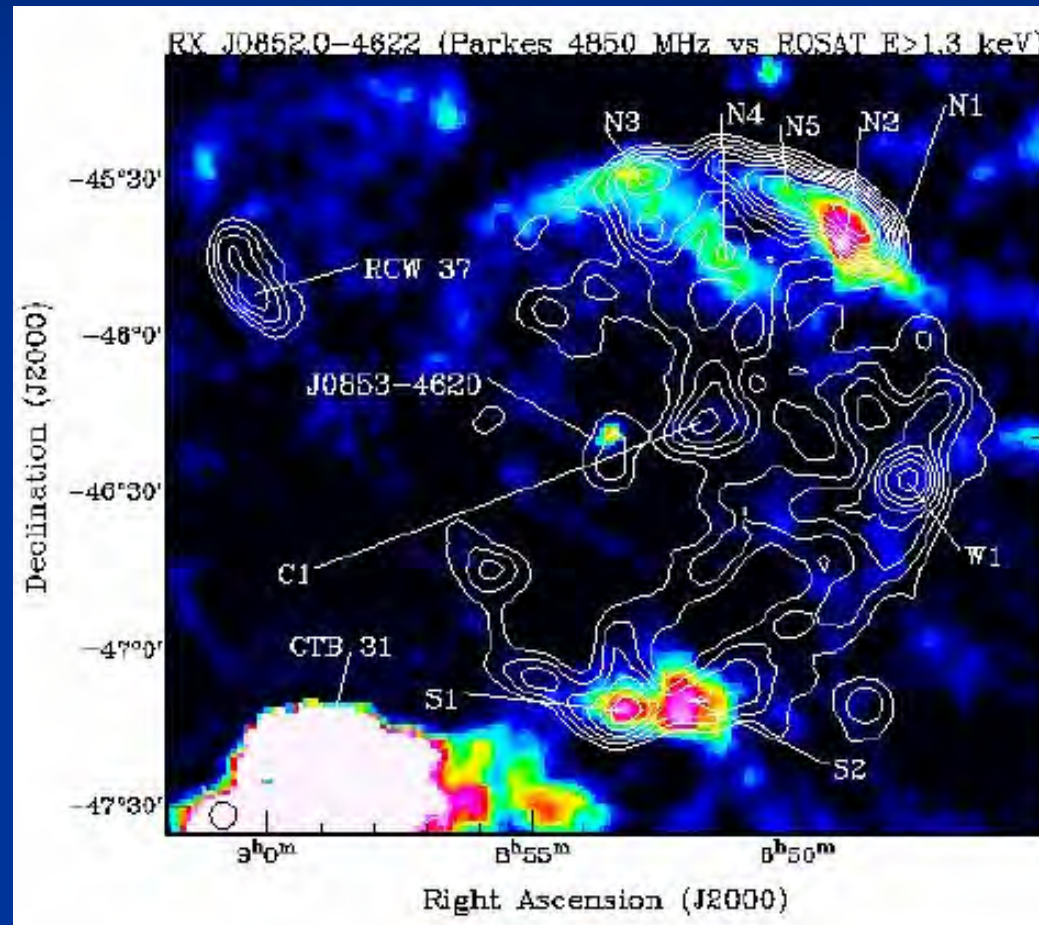 RX J0852.0-4622 (Parkes 4850 MHz vs ROSAT E>1.3 keV)
N3
N4
N5
N2
N1
-45°30'
RCW 37
-46°0'
J0853-4620
-46°30'
C1
W1
-47°0'
CTB 31
S1
S2
-47°30'
9ʰ0ᵐ
8ʰ55ᵐ
8ʰ50ᵐ
Declination (J2000)
Right Ascension (J2000)